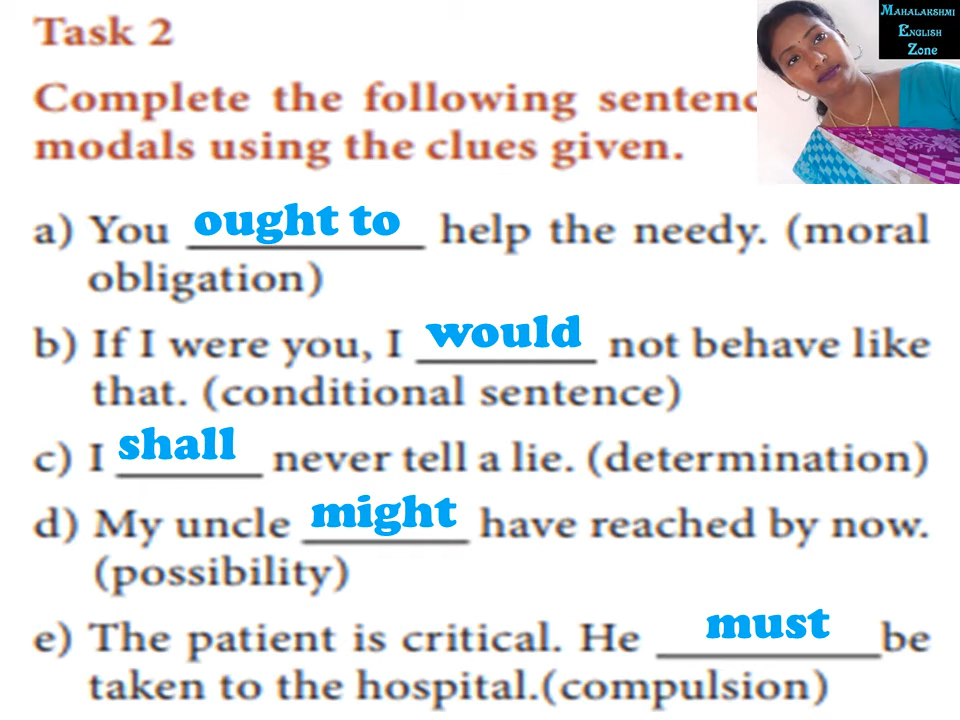 Task 2
MAHALAKSHMI
ENGLISH
ZONE
Complete the following sentenc
modals using the clues given.
a) You ought to help the needy. (moral
obligation)
b) If I were you, I would not behave like
that. (conditional sentence)
c) I shall never tell a lie. (determination)
d) My uncle might have reached by now.
(possibility)
e) The patient is critical. He must be
taken to the hospital.(compulsion)